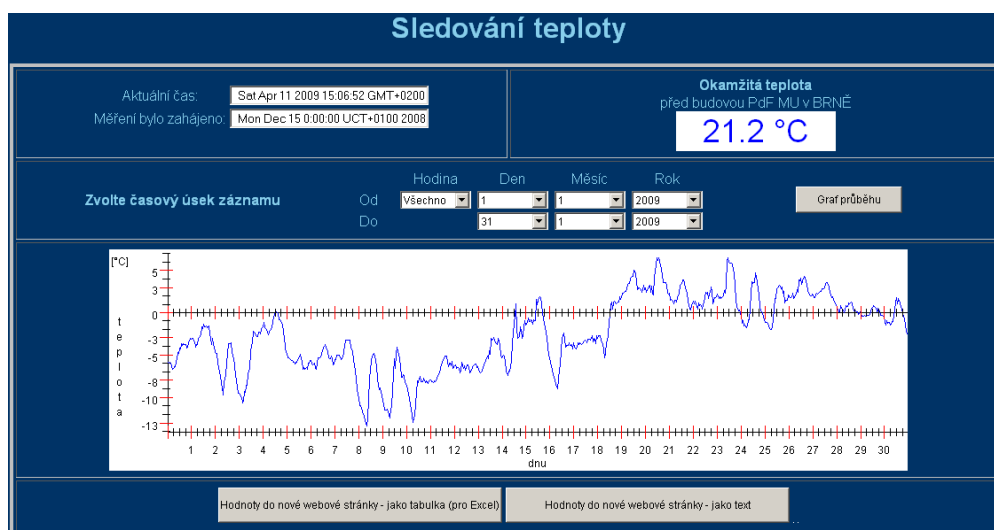 Sledování teploty
Aktuální čas: Sat Apr 11 2009 15:06:52 GMT+0200
Měření bylo zahájeno: Mon Dec 15 0:00:00 UCT+0100 2008
Okamžitá teplota
před budovou PdF MU v BRNĚ
21.2 °C
Hodina Den Měsíc Rok
Zvolte časový úsek záznamu
Od Všechno 1 1 2009
Do 31 1 2009
Graf průběhu
[°C]
5
3
0
-3
-5
-8
-10
-13
teplota
1 2 3 4 5 6 7 8 9 10 11 12 13 14 15 16 17 18 19 20 21 22 23 24 25 26 27 28 29 30
dnu
Hodnoty do nové webové stránky - jako tabulka (pro Excel) Hodnoty do nové webové stránky - jako text